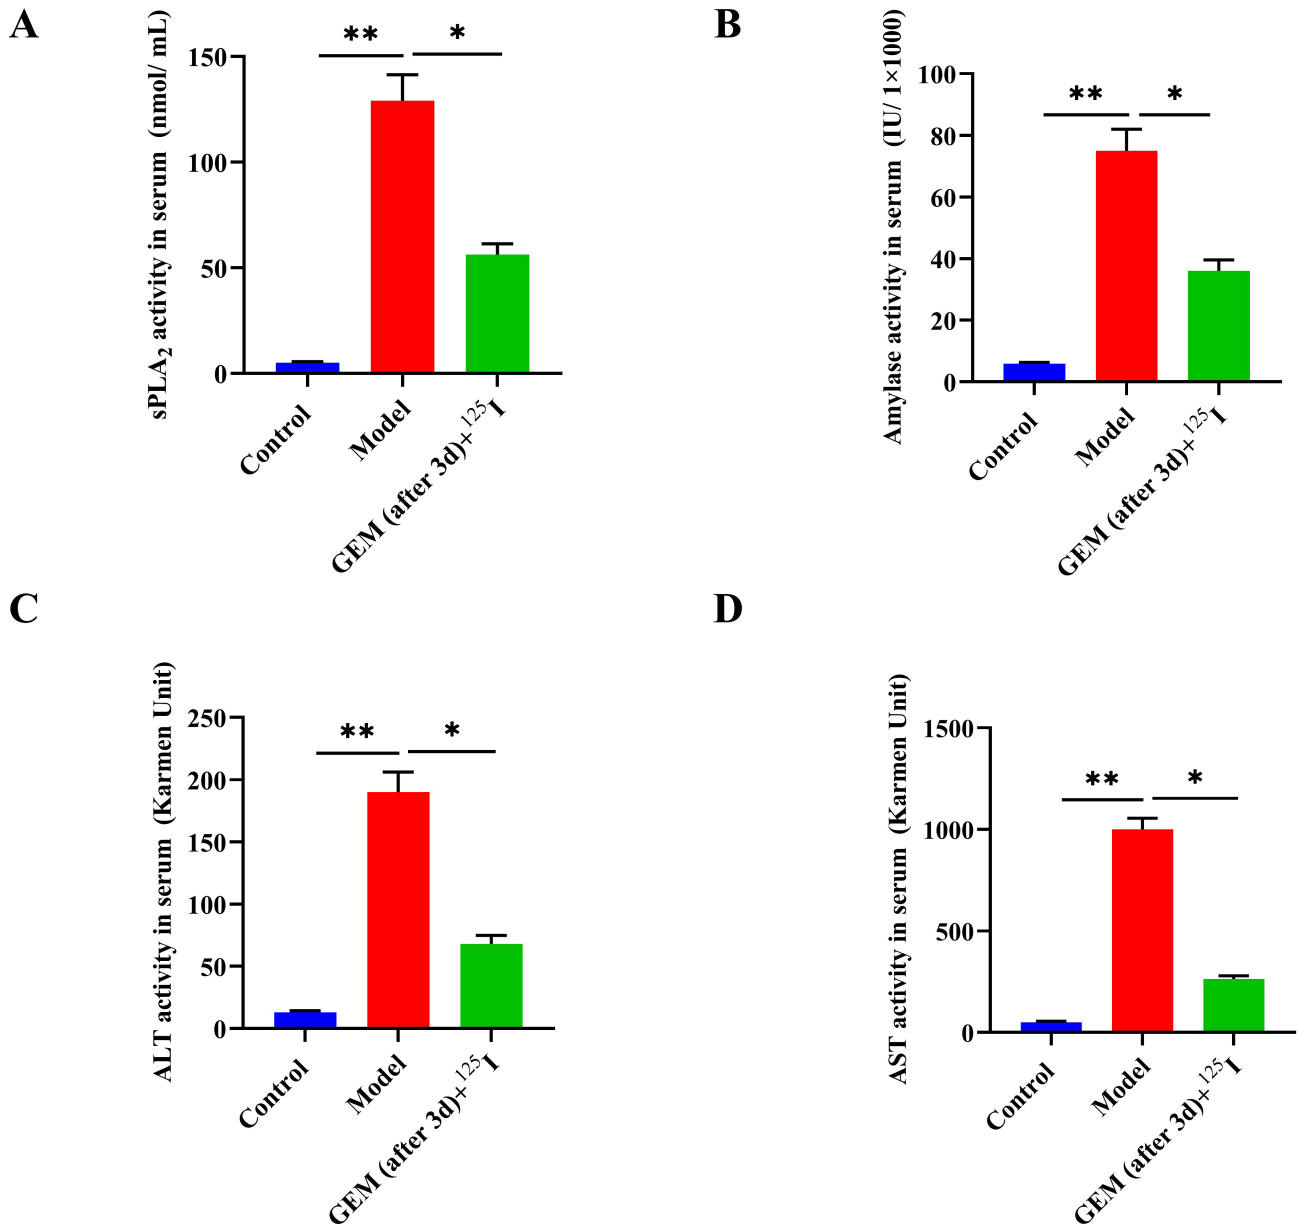 A
sPLA₂ activity in serum (nmol/ mL)
150
100
50
0
**
*
Control
Model
GEM (after 3d)+¹²⁵I
B
Amylase activity in serum (IU/ 1×1000)
100
80
60
40
20
0
**
*
Control
Model
GEM (after 3d)+¹²⁵I
C
ALT activity in serum (Karmen Unit)
250
200
150
100
50
0
**
*
Control
Model
GEM (after 3d)+¹²⁵I
D
AST activity in serum (Karmen Unit)
1500
1000
500
0
**
*
Control
Model
GEM (after 3d)+¹²⁵I